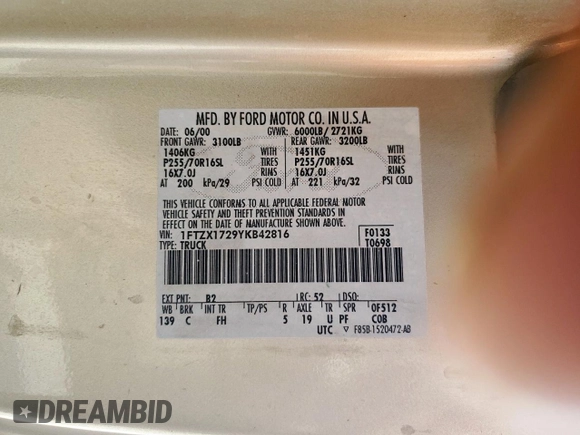 MFD. BY FORD MOTOR CO. IN U.S.A.
DATE: 06/00 GVWR: 6000LB/ 2721KG
FRONT GAWR: 3100LB REAR GAWR: 3200LB
1406KG WITH 1451KG WITH
P255/70R16SL TIRES P255/70R16SL TIRES
16X7.0J RIMS 16X7.0J RIMS
AT 200 kPa/29 PSI COLD AT 221 kPa/32 PSI COLD
THIS VEHICLE CONFORMS TO ALL APPLICABLE FEDERAL MOTOR
VEHICLE SAFETY AND THEFT PREVENTION STANDARDS IN
EFFECT ON THE DATE OF MANUFACTURE SHOWN ABOVE.
VIN: 1FTZX1729YKB42816 F0133
TYPE: TRUCK T0698
EXT PNT: B2 RC: 52 DSO:
WB BRK INT TR TP/PS R AXLE TR SPR 0F512
139 C FH 5 19 U PF COB
UTC F85B-1520472-AB
DREAMBID